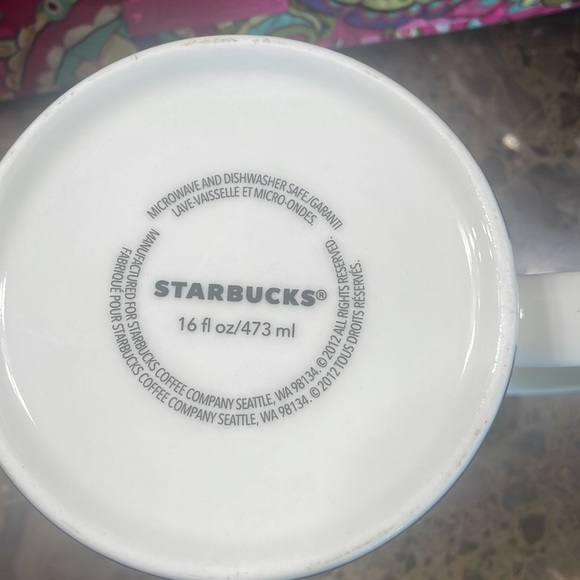 MICROWAVE AND DISHWASHER SAFE/GARANTI
LAVE-VAISSELLE ET MICRO-ONDES.
STARBUCKS®
16 fl oz/473 ml
MANUFACTURED FOR STARBUCKS COFFEE COMPANY SEATTLE, WA 98134. © 2012 ALL RIGHTS RESERVED.
FABRIQUÉ POUR STARBUCKS COFFEE COMPANY SEATTLE, WA 98134. © 2012 TOUS DROITS RÉSERVÉS.